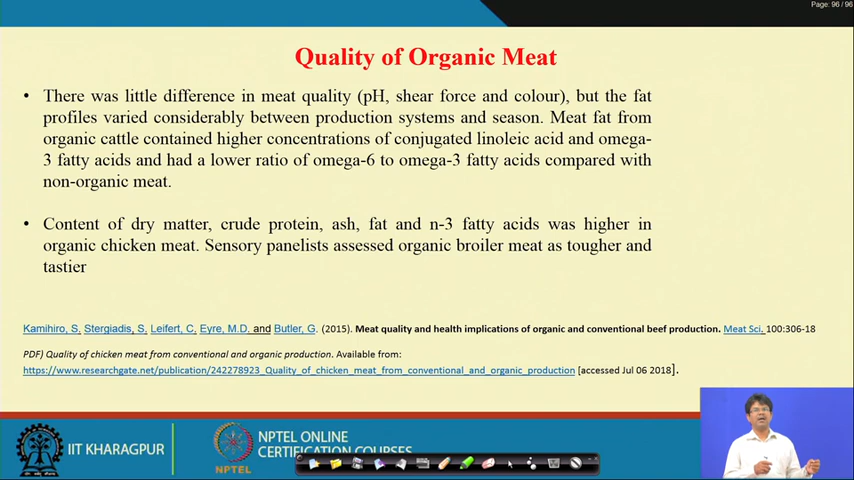 Page: 96 / 96
Quality of Organic Meat
• There was little difference in meat quality (pH, shear force and colour), but the fat
profiles varied considerably between production systems and season. Meat fat from
organic cattle contained higher concentrations of conjugated linoleic acid and omega-
3 fatty acids and had a lower ratio of omega-6 to omega-3 fatty acids compared with
non-organic meat.
• Content of dry matter, crude protein, ash, fat and n-3 fatty acids was higher in
organic chicken meat. Sensory panelists assessed organic broiler meat as tougher and
tastier
Kamihiro, S, Stergiadis, S, Leifert, C, Eyre, M.D. and Butler, G. (2015). Meat quality and health implications of organic and conventional beef production. Meat Sci. 100:306-18
PDF) Quality of chicken meat from conventional and organic production. Available from:
https://www.researchgate.net/publication/242278923_Quality_of_chicken_meat_from_conventional_and_organic_production [accessed Jul 06 2018].
IIT KHARAGPUR
NPTEL
NPTEL ONLINE
CERTIFICATION COURSES